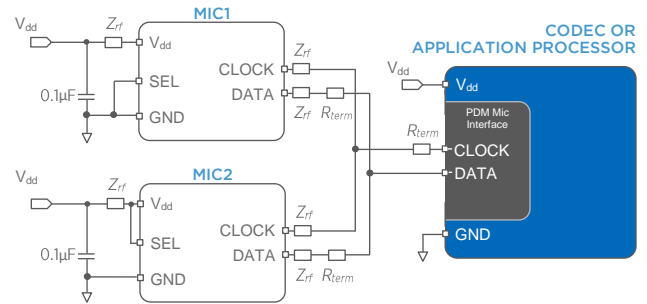 MIC1
CODEC OR
APPLICATION PROCESSOR
Vdd
Zrf
Vdd
SEL
GND
0.1µF
CLOCK
DATA
Zrf
Zrf Rterm
Vdd
Vdd
PDM Mic
Interface
Rterm
CLOCK
DATA
GND
MIC2
Vdd
Zrf
Vdd
SEL
GND
0.1µF
CLOCK
DATA
Zrf
Zrf Rterm